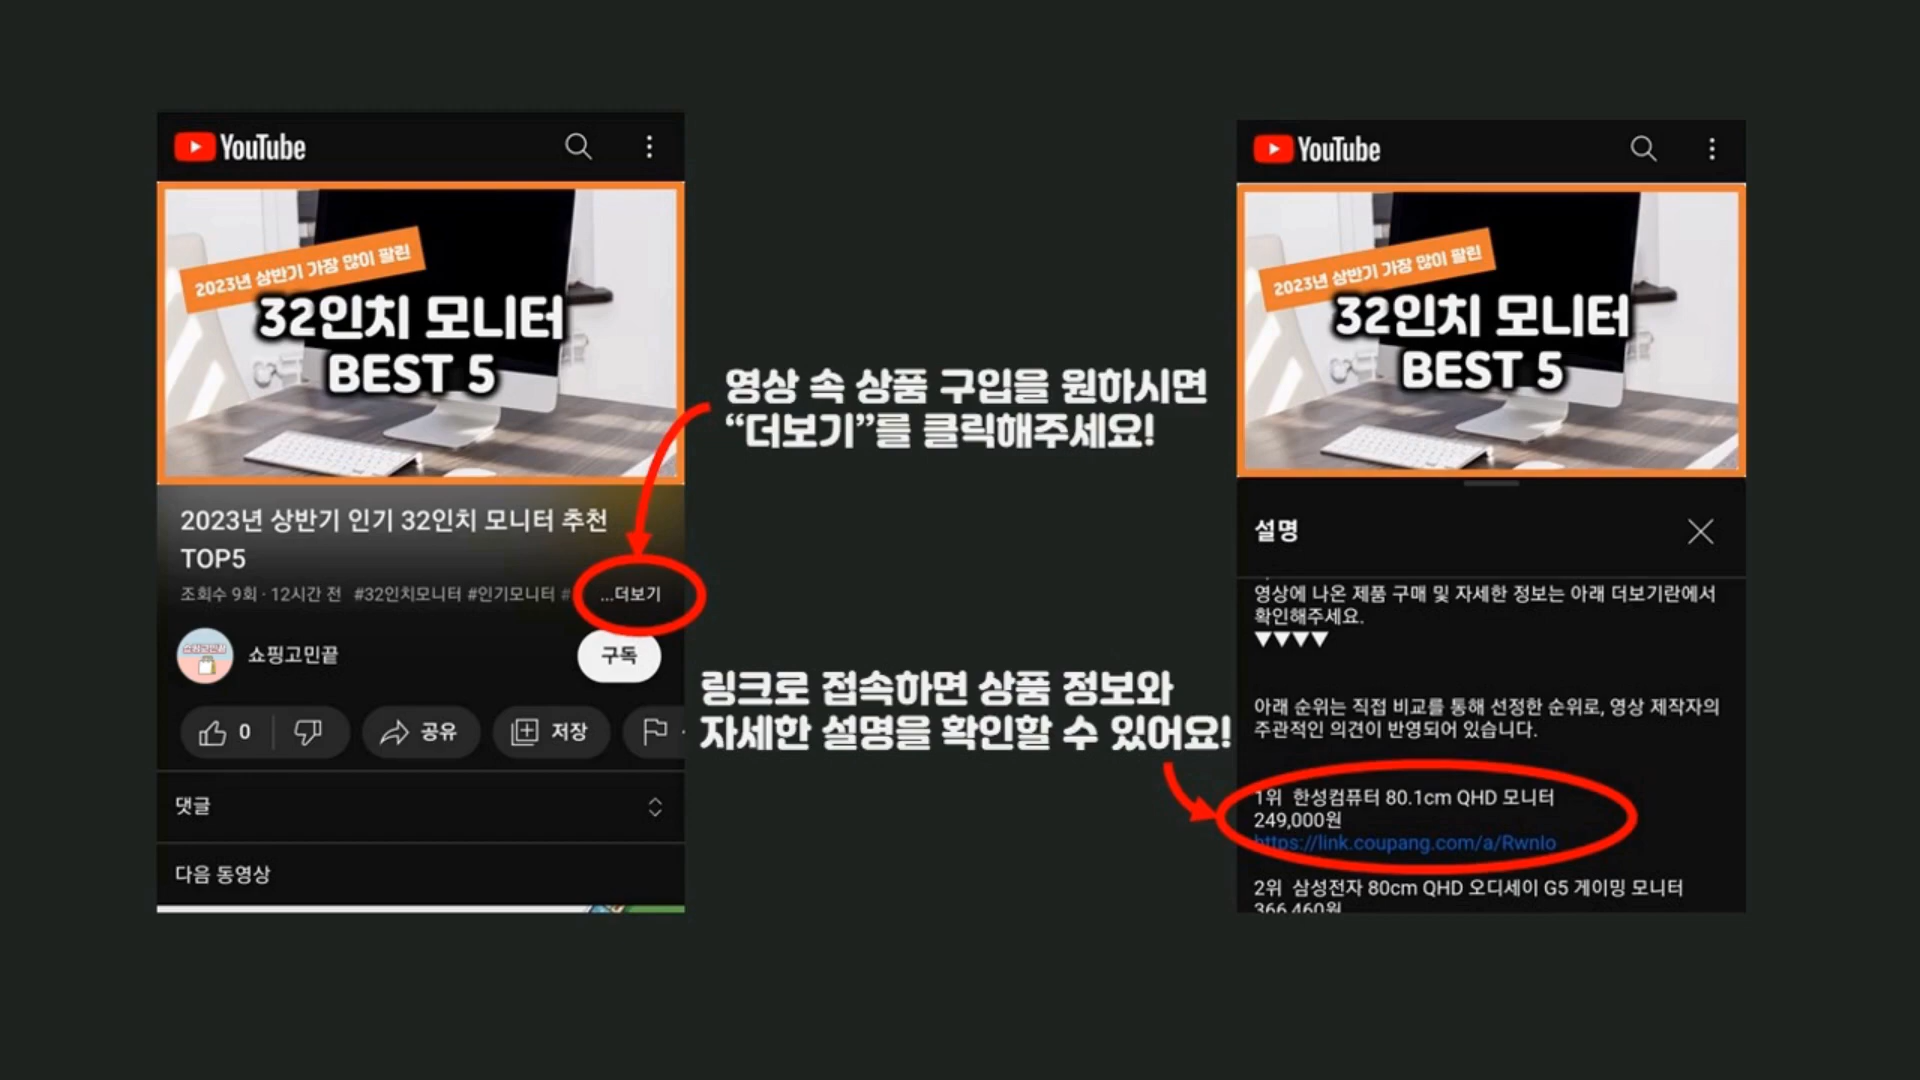 YouTube
2023년 상반기 가장 많이 팔린
32인치 모니터
BEST 5
2023년 상반기 인기 32인치 모니터 추천
TOP5
조회수 9회 · 12시간 전 #32인치모니터 #인기모니터 # ...더보기
쇼핑고민끝
쇼핑고민끝
구독
0
공유
저장
댓글
다음 동영상
영상 속 상품 구입을 원하시면
“더보기”를 클릭해주세요!
링크로 접속하면 상품 정보와
자세한 설명을 확인할 수 있어요!
YouTube
2023년 상반기 가장 많이 팔린
32인치 모니터
BEST 5
설명
영상에 나온 제품 구매 및 자세한 정보는 아래 더보기란에서
확인해주세요.
▼▼▼▼
아래 순위는 직접 비교를 통해 선정한 순위로, 영상 제작자의
주관적인 의견이 반영되어 있습니다.
1위 한성컴퓨터 80.1cm QHD 모니터
249,000원
https://link.coupang.com/a/Rwnlo
2위 삼성전자 80cm QHD 오디세이 G5 게이밍 모니터
366,460원